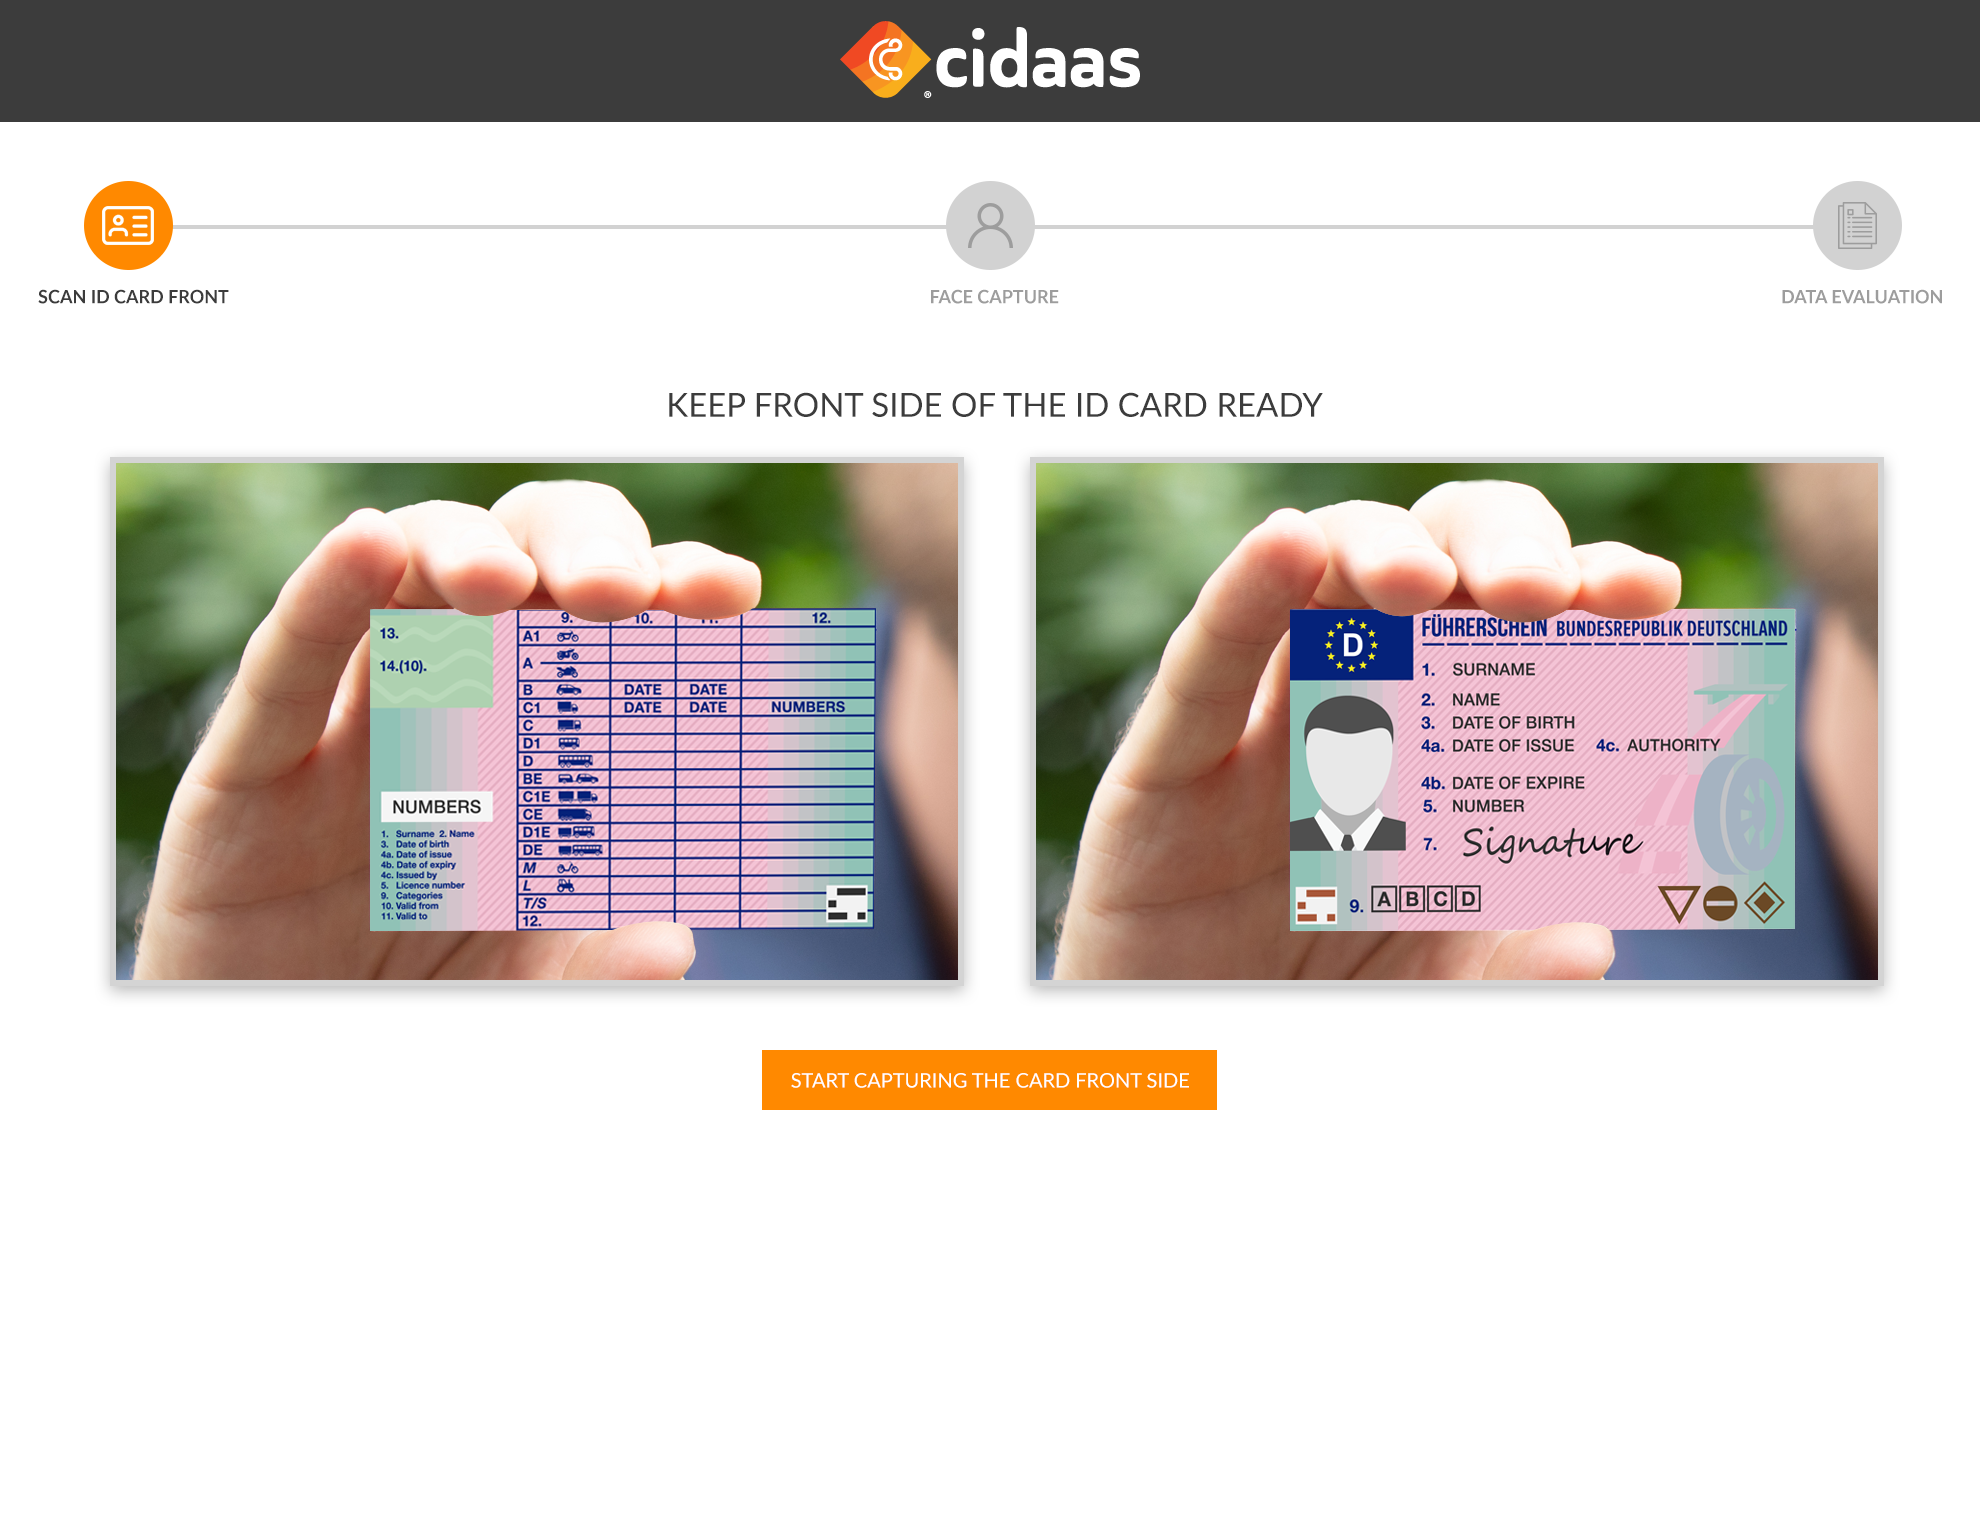 cidaas
®
SCAN ID CARD FRONT
FACE CAPTURE
DATA EVALUATION
KEEP FRONT SIDE OF THE ID CARD READY
13.
14.(10).
NUMBERS
1. Surname 2. Name
3. Date of birth
4a. Date of issue
4b. Date of expiry
4c. Issued by
5. Licence number
9. Categories
10. Valid from
11. Valid to
9. 10. 11. 12.
A1
A
B DATE DATE
C1 DATE DATE NUMBERS
C
D1
D
BE
C1E
CE
D1E
DE
M
L
T/S
12.
D
FÜHRERSCHEIN BUNDESREPUBLIK DEUTSCHLAND
1. SURNAME
2. NAME
3. DATE OF BIRTH
4a. DATE OF ISSUE 4c. AUTHORITY
4b. DATE OF EXPIRE
5. NUMBER
7. Signature
9. A B C D
START CAPTURING THE CARD FRONT SIDE